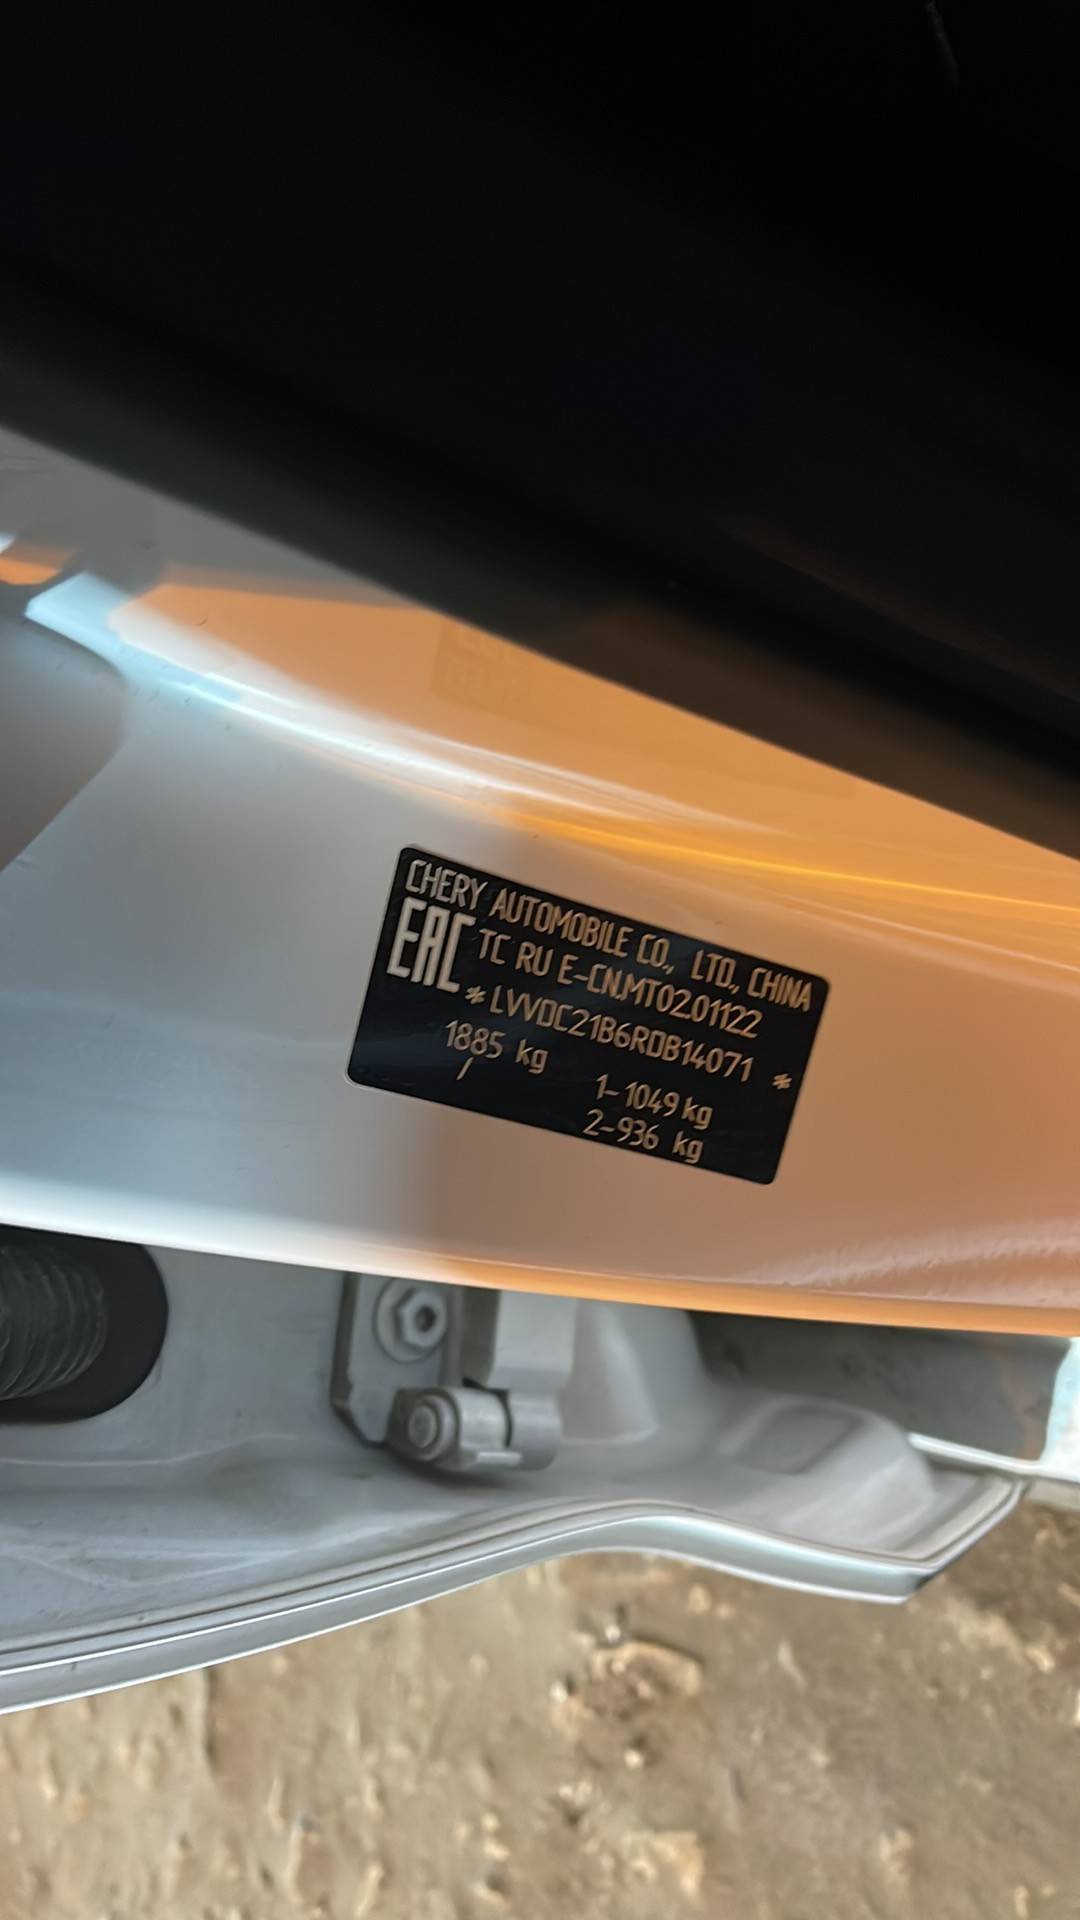 CHERY AUTOMOBILE CO., LTD., CHINA
EAC TC RU E-CN.MT02.01122
*LVVDC21B6RDB14071 *
1885 kg 1-1049 kg
/ 2-936 kg